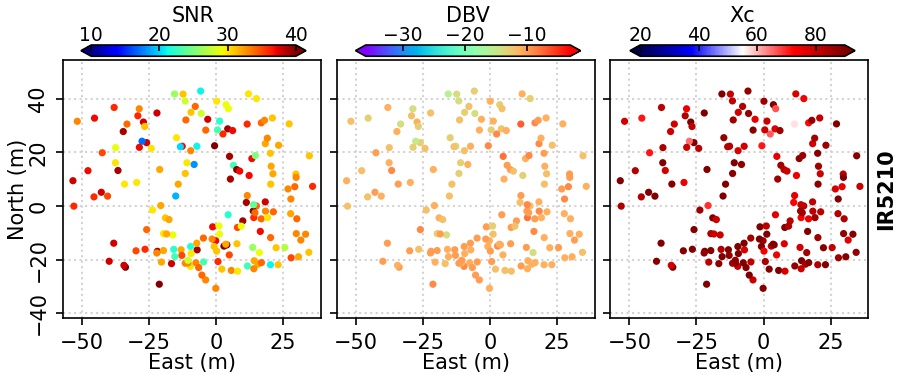 SNR DBV Xc
10 20 30 40 −30 −20 −10 20 40 60 80
40
20
0
−20
−40
North (m)
−50 −25 0 25 −50 −25 0 25 −50 −25 0 25
East (m) East (m) East (m)
IR5210